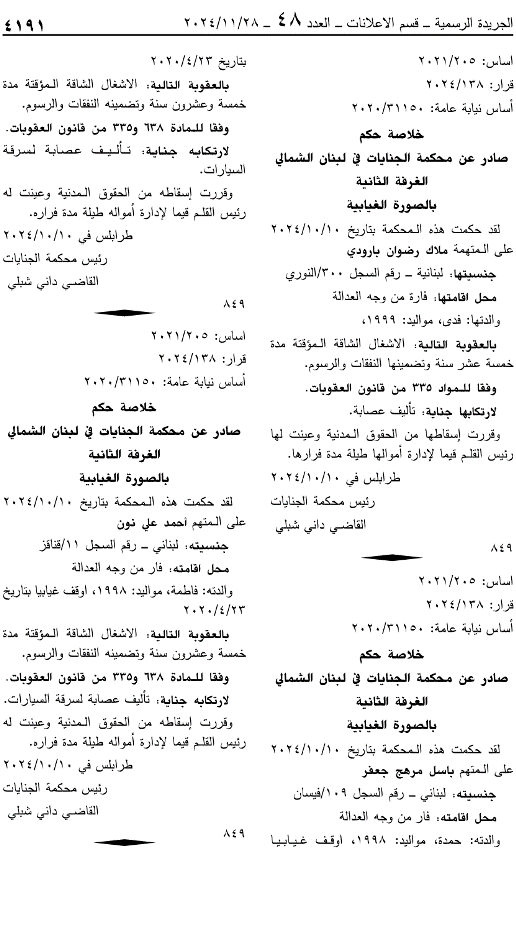 الجريدة الرسمية ــ قسم الاعلانات ــ العدد ٤٨ ــ ٢٠٢٤/١١/٢٨
٤١٩١
اساس: ٢٠٢١/٢٠٥
قرار: ٢٠٢٤/١٣٨
أساس نيابة عامة: ٢٠٢٠/٣١١٥٠
خلاصة حكم
صادر عن محكمة الجنايات في لبنان الشمالي
الغرفة الثانية
بالصورة الغيابية
لقد حكمت هذه المحكمة بتاريخ ٢٠٢٤/١٠/١٠
على المتهمة ملاك رضوان بارودي
جنسيتها: لبنانية ــ رقم السجل ٣٠٠/النوري
محل اقامتها: فارة من وجه العدالة
والدتها: فدى، مواليد: ١٩٩٩،
بالعقوبة التالية: الاشغال الشاقة المؤقتة مدة
خمسة عشر سنة وتضمينها النفقات والرسوم.
وفقا للمواد ٣٣٥ من قانون العقوبات.
لارتكابها جناية: تأليف عصابة.
وقررت إسقاطها من الحقوق المدنية وعينت لها
رئيس القلم قيما لإدارة أموالها طيلة مدة فرارها.
طرابلس في ٢٠٢٤/١٠/١٠
رئيس محكمة الجنايات
القاضي داني شبلي
٨٤٩
اساس: ٢٠٢١/٢٠٥
قرار: ٢٠٢٤/١٣٨
أساس نيابة عامة: ٢٠٢٠/٣١١٥٠
خلاصة حكم
صادر عن محكمة الجنايات في لبنان الشمالي
الغرفة الثانية
بالصورة الغيابية
لقد حكمت هذه المحكمة بتاريخ ٢٠٢٤/١٠/١٠
على المتهم باسل مرهج جعفر
جنسيته: لبناني ــ رقم السجل ١٠٩/فيسان
محل اقامته: فار من وجه العدالة
والدته: حمدة، مواليد: ١٩٩٨، اوقف غيابيا
بتاريخ ٢٠٢٠/٤/٢٣
بالعقوبة التالية: الاشغال الشاقة المؤقتة مدة
خمسة وعشرون سنة وتضمينه النفقات والرسوم.
وفقا للمادة ٦٣٨ و٣٣٥ من قانون العقوبات.
لارتكابه جناية: تأليف عصابة لسرقة
السيارات.
وقررت إسقاطه من الحقوق المدنية وعينت له
رئيس القلم قيما لإدارة أمواله طيلة مدة فراره.
طرابلس في ٢٠٢٤/١٠/١٠
رئيس محكمة الجنايات
القاضي داني شبلي
٨٤٩
اساس: ٢٠٢١/٢٠٥
قرار: ٢٠٢٤/١٣٨
أساس نيابة عامة: ٢٠٢٠/٣١١٥٠
خلاصة حكم
صادر عن محكمة الجنايات في لبنان الشمالي
الغرفة الثانية
بالصورة الغيابية
لقد حكمت هذه المحكمة بتاريخ ٢٠٢٤/١٠/١٠
على المتهم احمد علي نون
جنسيته: لبناني ــ رقم السجل ١١/قنافز
محل اقامته: فار من وجه العدالة
والدته: فاطمة، مواليد: ١٩٩٨، اوقف غيابيا بتاريخ
٢٠٢٠/٤/٢٣
بالعقوبة التالية: الاشغال الشاقة المؤقتة مدة
خمسة وعشرون سنة وتضمينه النفقات والرسوم.
وفقا للمادة ٦٣٨ و٣٣٥ من قانون العقوبات.
لارتكابه جناية: تأليف عصابة لسرقة السيارات.
وقررت إسقاطه من الحقوق المدنية وعينت له
رئيس القلم قيما لإدارة أمواله طيلة مدة فراره.
طرابلس في ٢٠٢٤/١٠/١٠
رئيس محكمة الجنايات
القاضي داني شبلي
٨٤٩